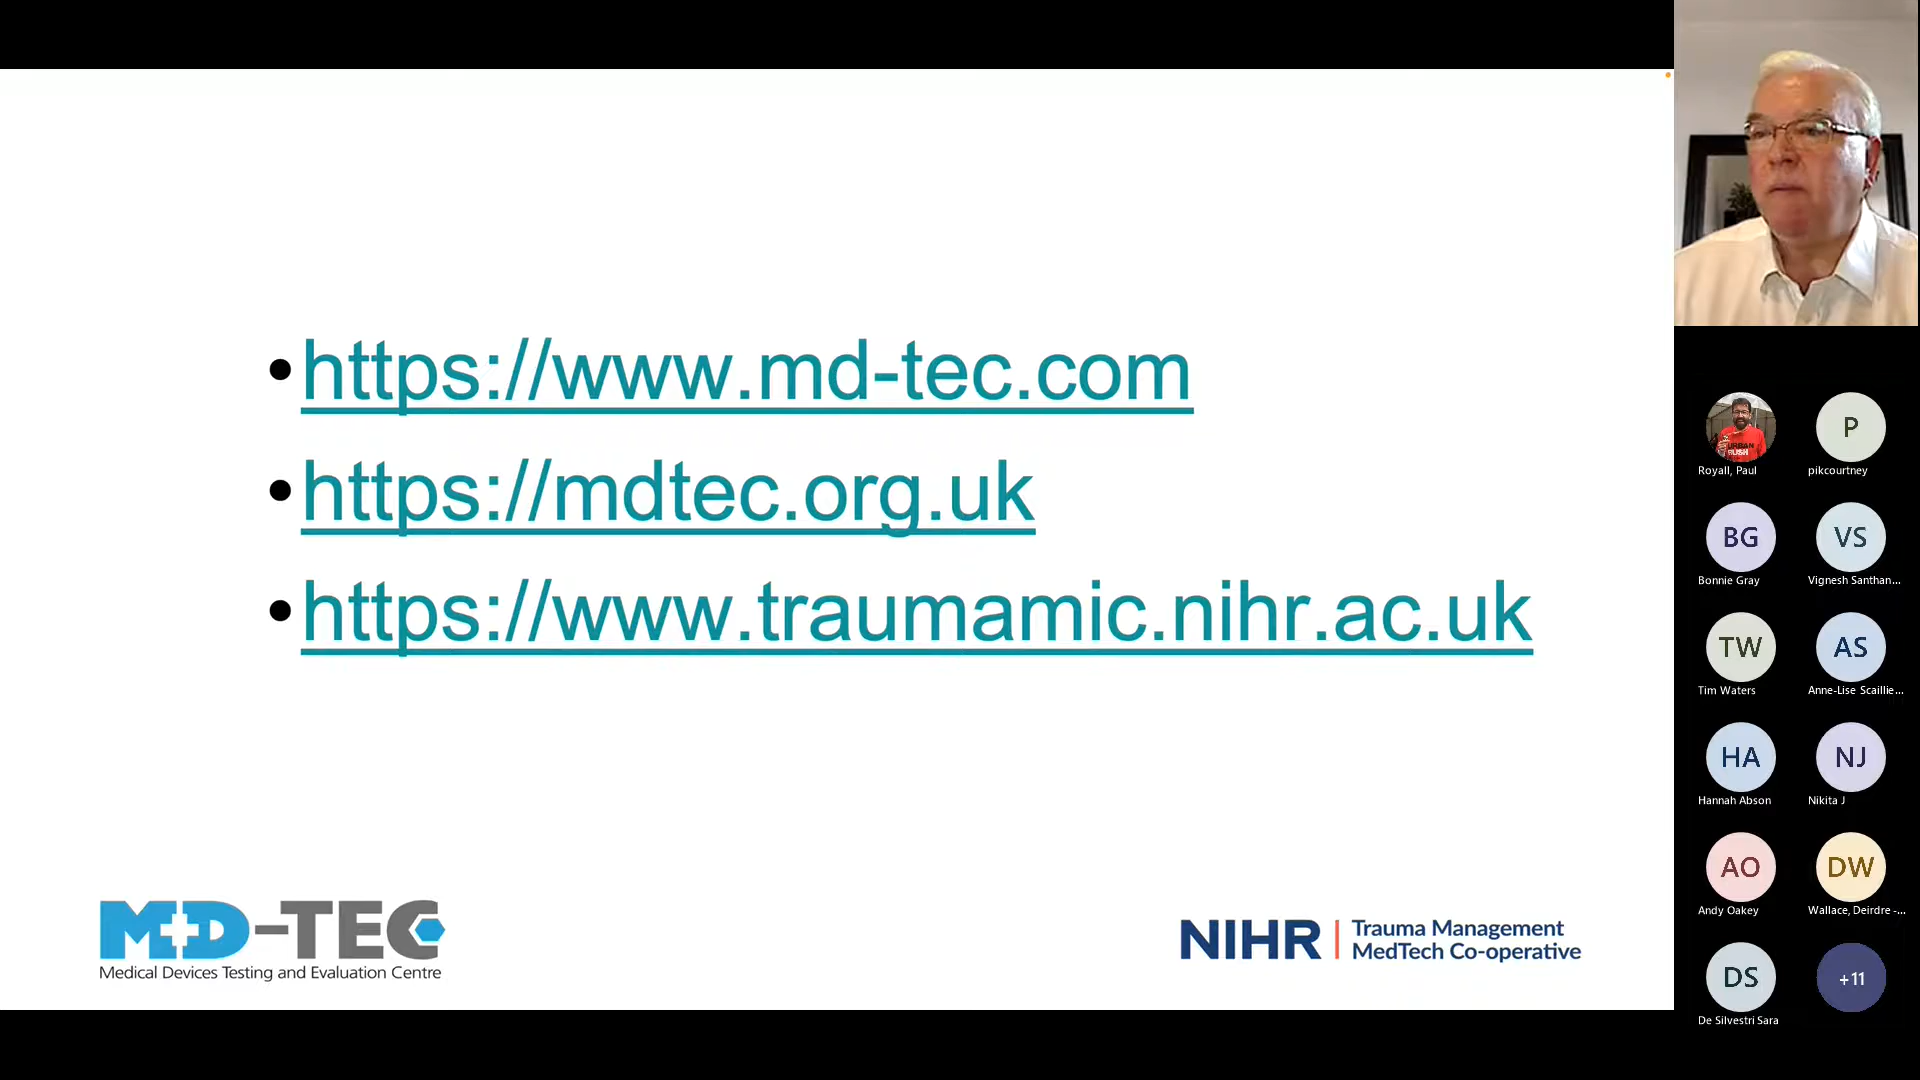 •https://www.md-tec.com
•https://mdtec.org.uk
•https://www.traumamic.nihr.ac.uk
MD-TEC
Medical Devices Testing and Evaluation Centre
NIHR | Trauma Management
MedTech Co-operative
URBAN
RUSH
Royall, Paul
P
pikcourtney
BG
Bonnie Gray
VS
Vignesh Santhan...
TW
Tim Waters
AS
Anne-Lise Scaillie...
HA
Hannah Abson
NJ
Nikita J
AO
Andy Oakey
DW
Wallace, Deirdre -...
DS
De Silvestri Sara
+11